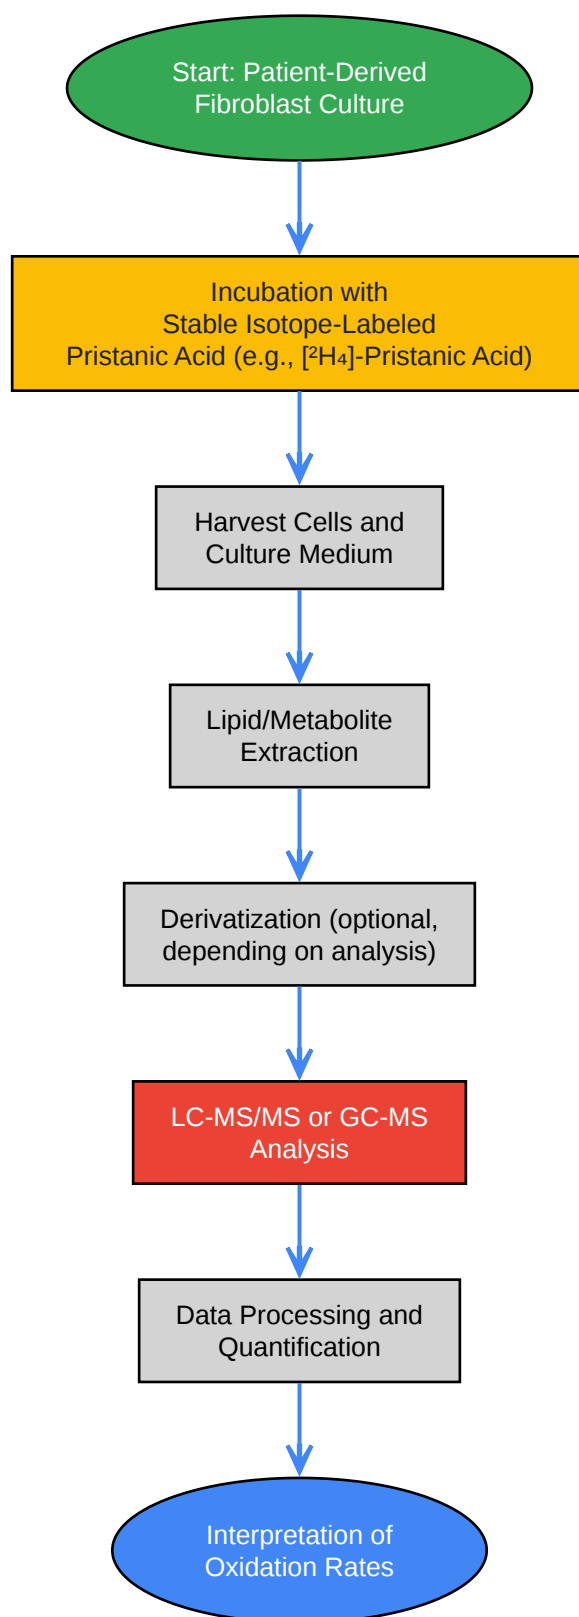 Start: Patient-Derived
Fibroblast Culture
Incubation with
Stable Isotope-Labeled
Pristanic Acid (e.g., [²H₄]-Pristanic Acid)
Harvest Cells and
Culture Medium
Lipid/Metabolite
Extraction
Derivatization (optional,
depending on analysis)
LC-MS/MS or GC-MS
Analysis
Data Processing and
Quantification
Interpretation of
Oxidation Rates